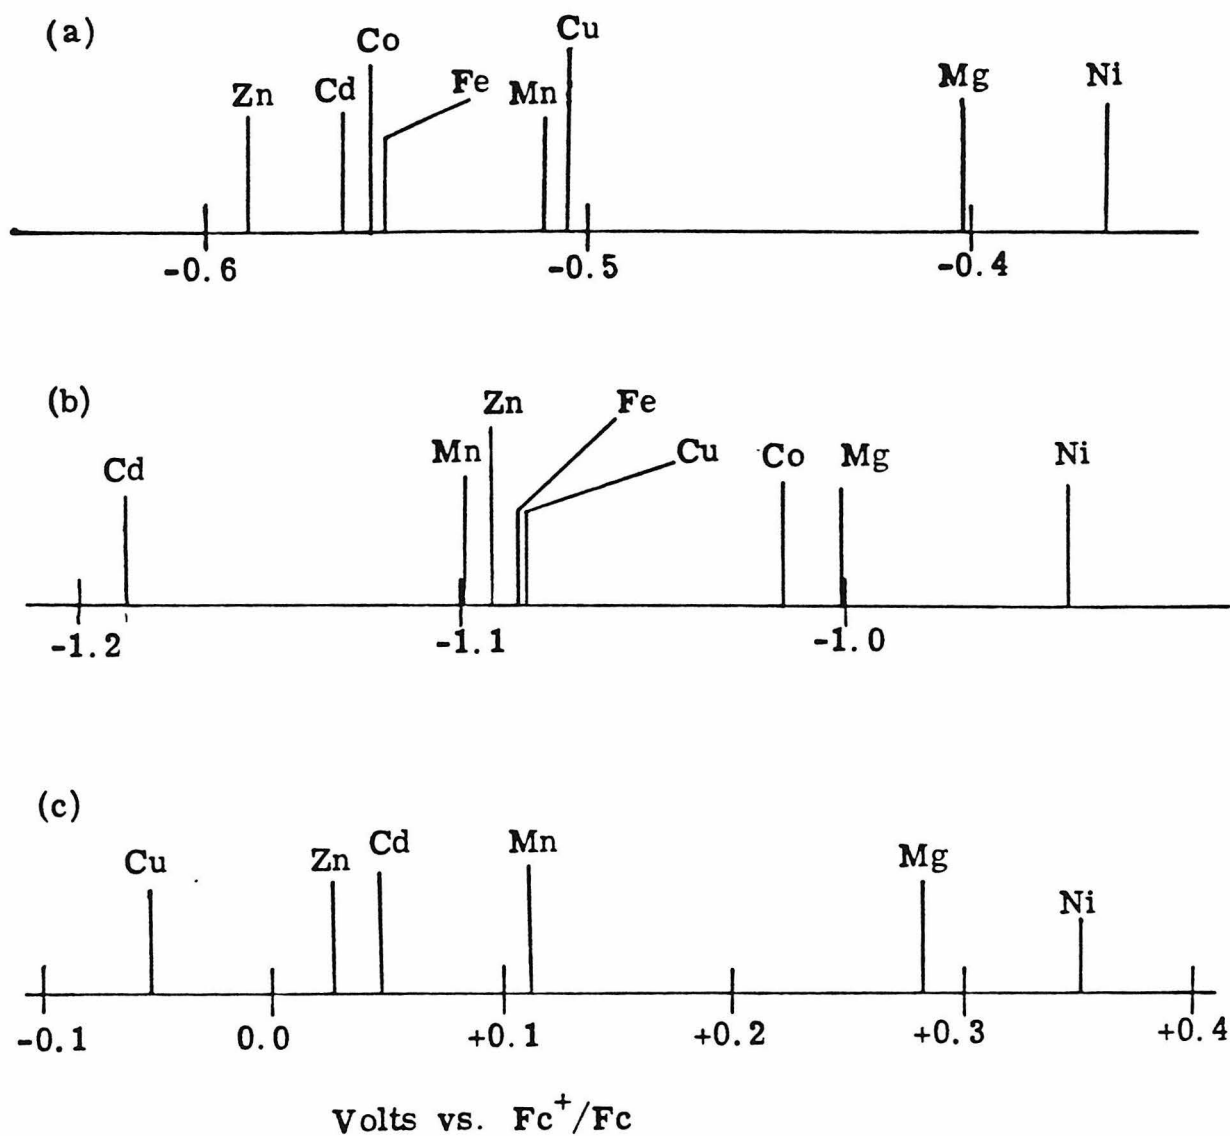 (a)
Zn Cd Co Fe Mn Cu Mg Ni
-0.6 -0.5 -0.4
(b)
Cd Mn Zn Fe Cu Co Mg Ni
-1.2 -1.1 -1.0
(c)
Cu Zn Cd Mn Mg Ni
-0.1 0.0 +0.1 +0.2 +0.3 +0.4
Volts vs. Fc⁺/Fc